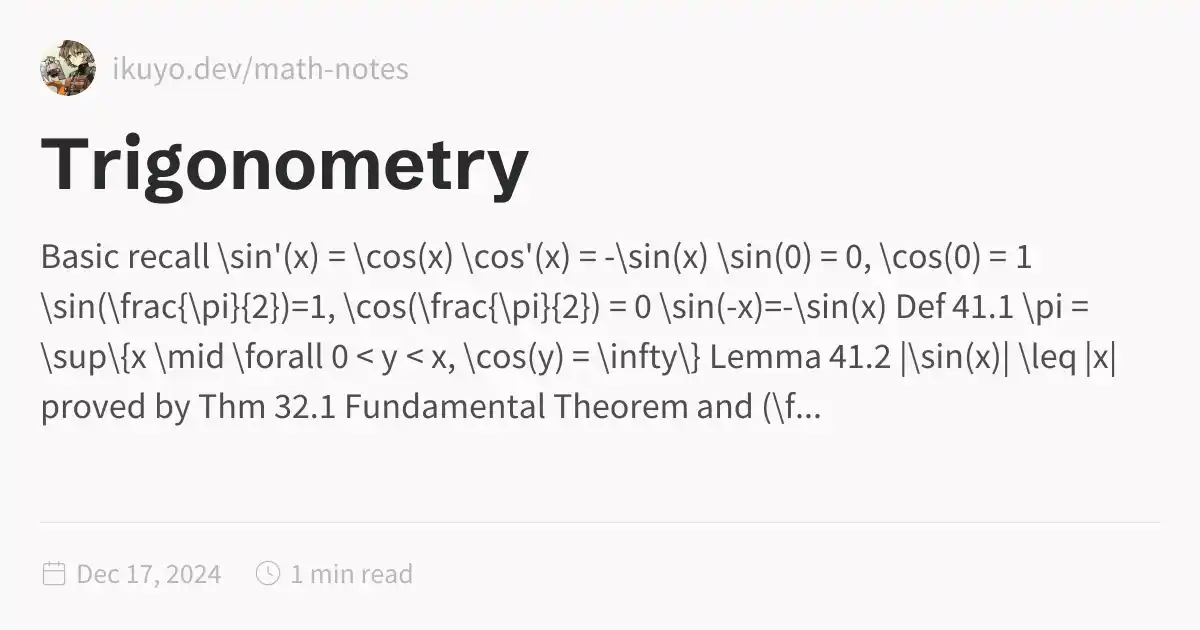 ikuyo.dev/math-notes
Trigonometry
Basic recall \sin'(x) = \cos(x) \cos'(x) = -\sin(x) \sin(0) = 0, \cos(0) = 1
\sin(\frac{\pi}{2})=1, \cos(\frac{\pi}{2}) = 0 \sin(-x)=-\sin(x) Def 41.1 \pi =
\sup\{x \mid \forall 0 < y < x, \cos(y) = \infty\} Lemma 41.2 |\sin(x)| \leq |x|
proved by Thm 32.1 Fundamental Theorem and (\f...
Dec 17, 2024 1 min read